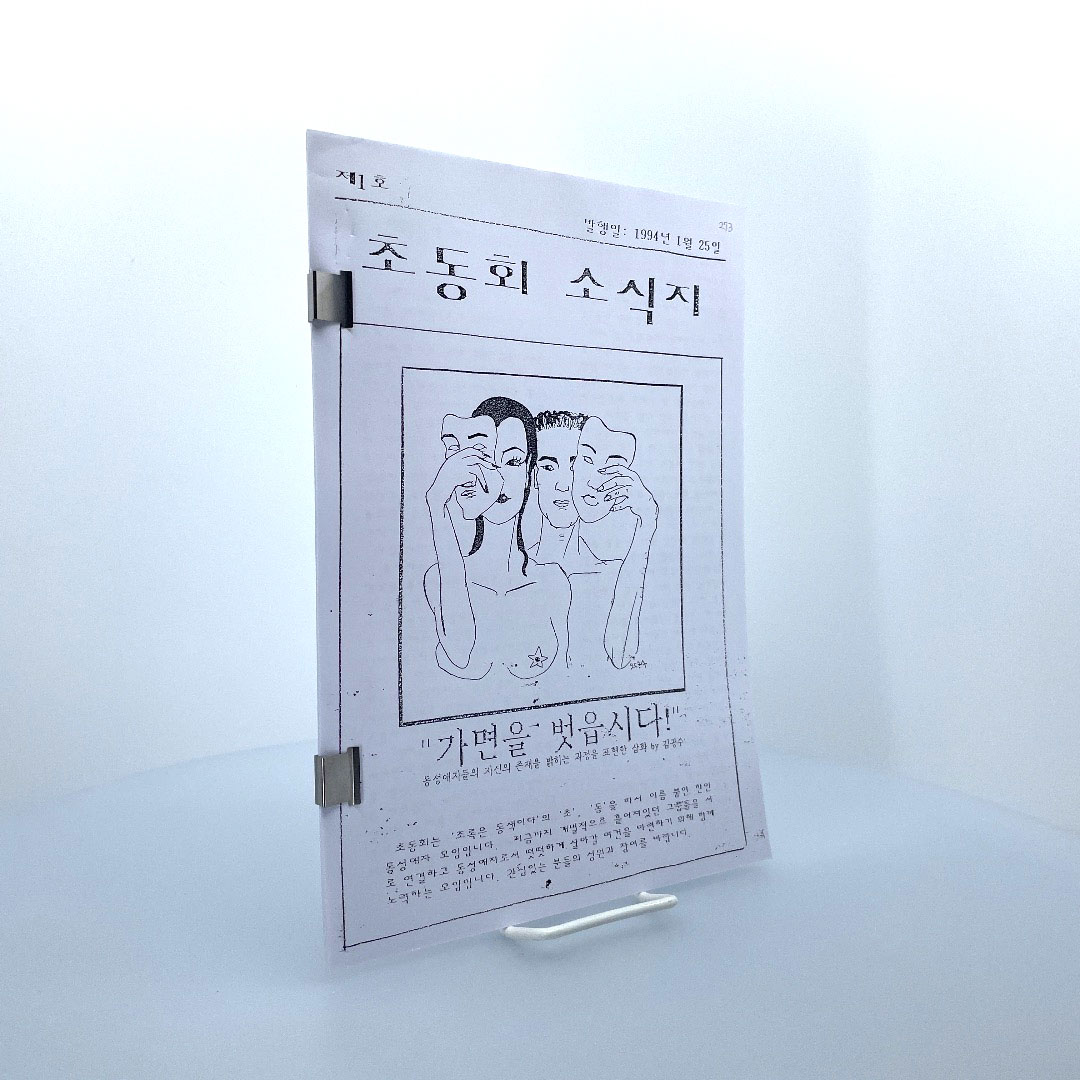 제1호
253
발행일: 1994년 1월 25일
초동회 소식지
"가면을 벗읍시다!"
동성애자들의 자신의 존재를 밝히는 과정을 표현한 삽화 by 김광수
초동회는 '초록은 동색이다'의 '초', '동'을 따서 이름 붙인 한인
동성애자 모임입니다. 지금까지 개별적으로 흩어져있던 그룹들을 서
로 연결하고 동성애자로서 떳떳하게 살아갈 여건을 마련하기 위해 함께
노력하는 모임입니다. 관심있는 분들의 성원과 참여를 바랍니다.